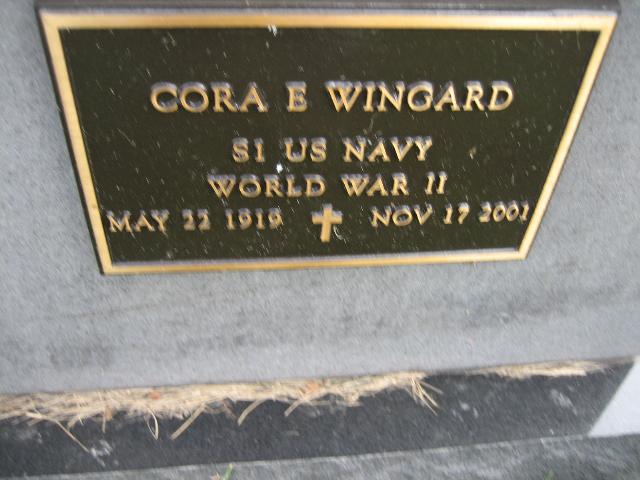 CORA E WINGARD
S1 US NAVY
WORLD WAR II
MAY 22 1919 NOV 17 2001